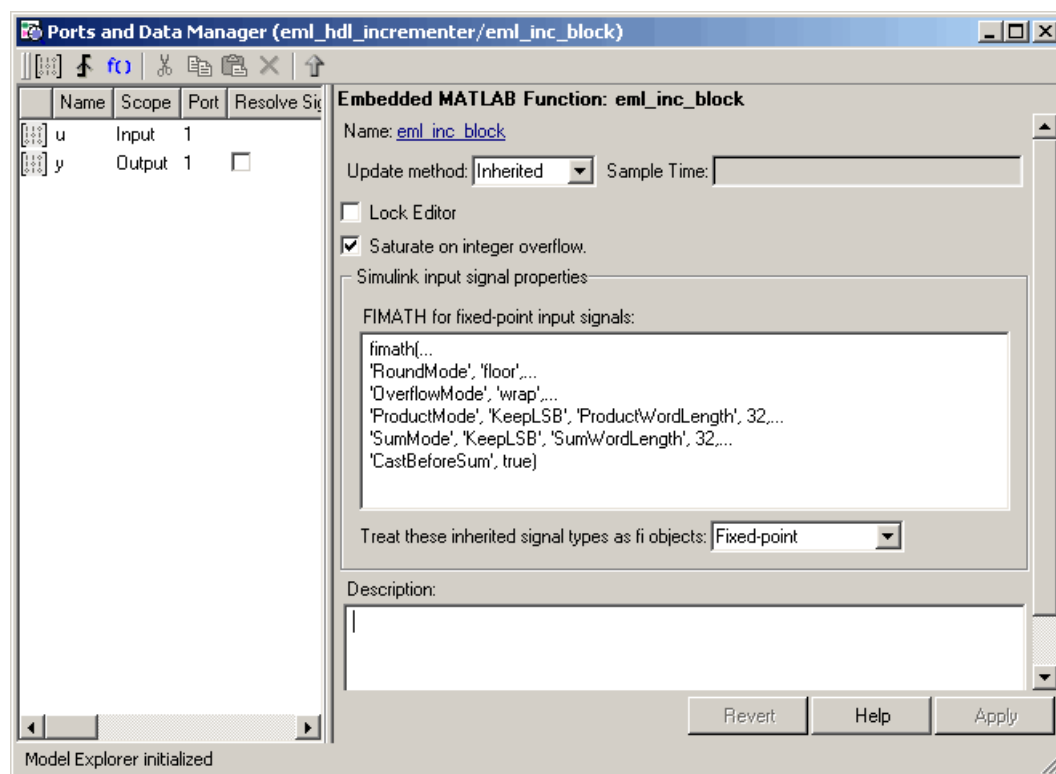 Ports and Data Manager (eml_hdl_incrementer/eml_inc_block)
f()
Name Scope Port Resolve Sig
u Input 1
y Output 1
Embedded MATLAB Function: eml_inc_block
Name: eml_inc_block
Update method: Inherited Sample Time:
Lock Editor
Saturate on integer overflow.
Simulink input signal properties
FIMATH for fixed-point input signals:
fimath(...
'RoundMode', 'floor',...
'OverflowMode', 'wrap',...
'ProductMode', 'KeepLSB', 'ProductWordLength', 32,...
'SumMode', 'KeepLSB', 'SumWordLength', 32,...
'CastBeforeSum', true)
Treat these inherited signal types as fi objects: Fixed-point
Description:
Revert Help Apply
Model Explorer initialized